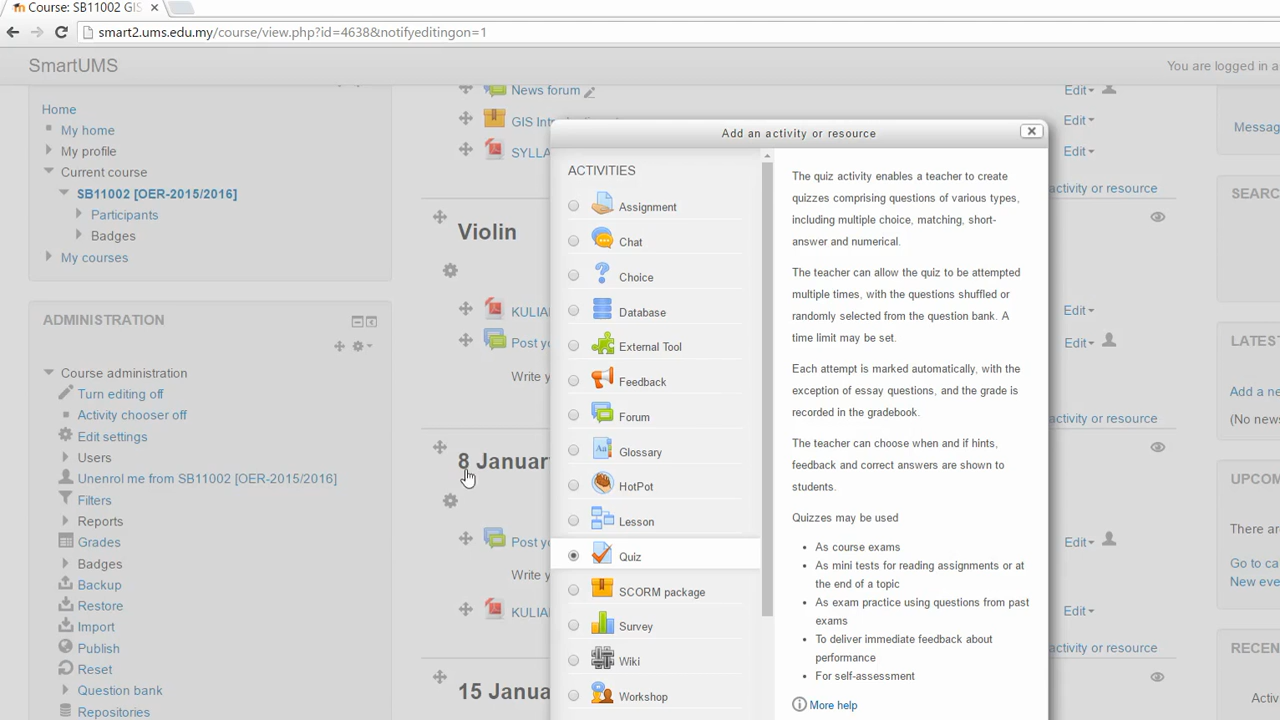 Course: SB11002 GIS
smart2.ums.edu.my/course/view.php?id=4638&notifyeditingon=1
SmartUMS
You are logged in a
Home
My home
My profile
Current course
SB11002 [OER-2015/2016]
Participants
Badges
My courses
ADMINISTRATION
Course administration
Turn editing off
Activity chooser off
Edit settings
Users
Unenrol me from SB11002 [OER-2015/2016]
Filters
Reports
Grades
Badges
Backup
Restore
Import
Publish
Reset
Question bank
Repositories
News forum
Edit
GIS
Edit
SYLLA
Edit
activity or resource
Violin
KULIA
Edit
Post yo
Edit
Write y
activity or resource
8 Januar
Post yo
Edit
Write y
KULIA
Edit
activity or resource
15 Janua
Add an activity or resource
ACTIVITIES
Assignment
Chat
Choice
Database
External Tool
Feedback
Forum
Glossary
HotPot
Lesson
Quiz
SCORM package
Survey
Wiki
Workshop
The quiz activity enables a teacher to create
quizzes comprising questions of various types,
including multiple choice, matching, short-
answer and numerical.
The teacher can allow the quiz to be attempted
multiple times, with the questions shuffled or
randomly selected from the question bank. A
time limit may be set.
Each attempt is marked automatically, with the
exception of essay questions, and the grade is
recorded in the gradebook.
The teacher can choose when and if hints,
feedback and correct answers are shown to
students.
Quizzes may be used
As course exams
As mini tests for reading assignments or at
the end of a topic
As exam practice using questions from past
exams
To deliver immediate feedback about
performance
For self-assessment
More help
Messag
SEARC
LATES
Add a ne
(No news
UPCOM
There are
Go to ca
New eve
RECEN
Activ